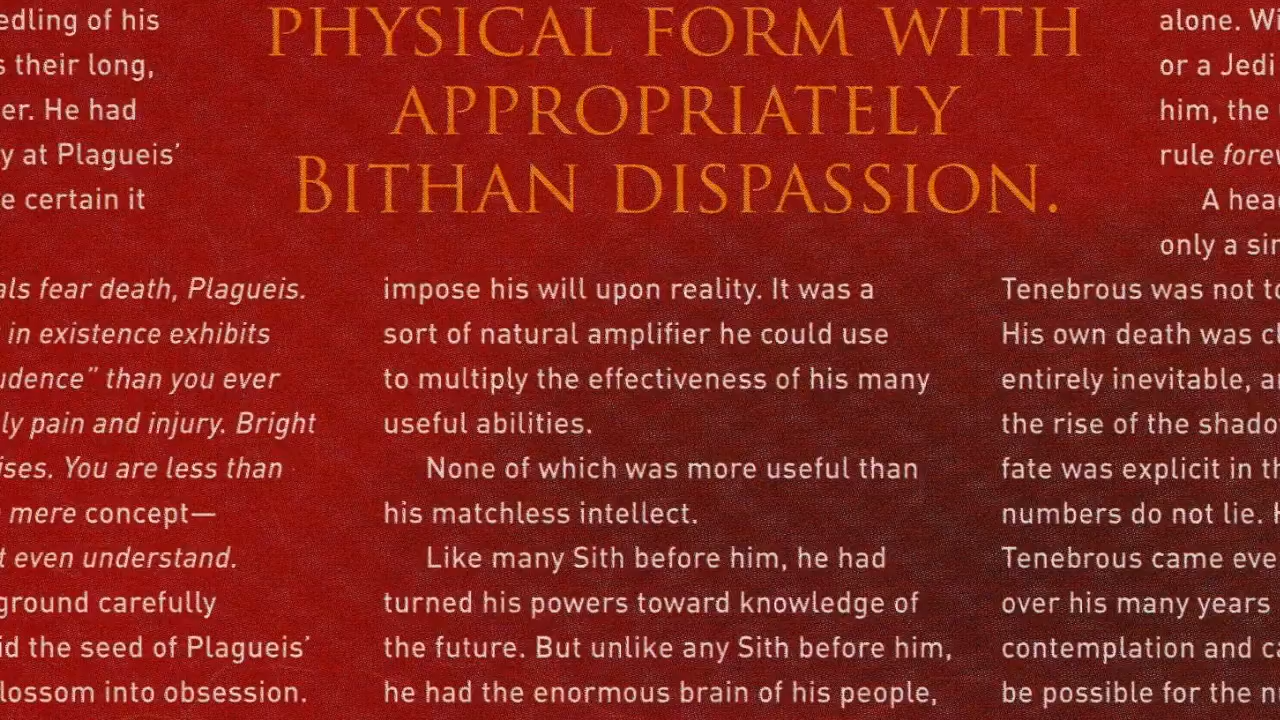 edling of his
s their long,
er. He had
y at Plagueis’
e certain it
als fear death, Plagueis.
in existence exhibits
udence” than you ever
ly pain and injury. Bright
ises. You are less than
mere concept—
t even understand.
ground carefully
id the seed of Plagueis’
lossom into obsession.
PHYSICAL FORM WITH
APPROPRIATELY
BITHAN DISPASSION.
impose his will upon reality. It was a
sort of natural amplifier he could use
to multiply the effectiveness of his many
useful abilities.
None of which was more useful than
his matchless intellect.
Like many Sith before him, he had
turned his powers toward knowledge of
the future. But unlike any Sith before him,
he had the enormous brain of his people,
alone. Wi
or a Jedi
him, the
rule forev
A head
only a sin
Tenebrous was not to
His own death was cl
entirely inevitable, an
the rise of the shado
fate was explicit in th
numbers do not lie. H
Tenebrous came eve
over his many years
contemplation and ca
be possible for the n